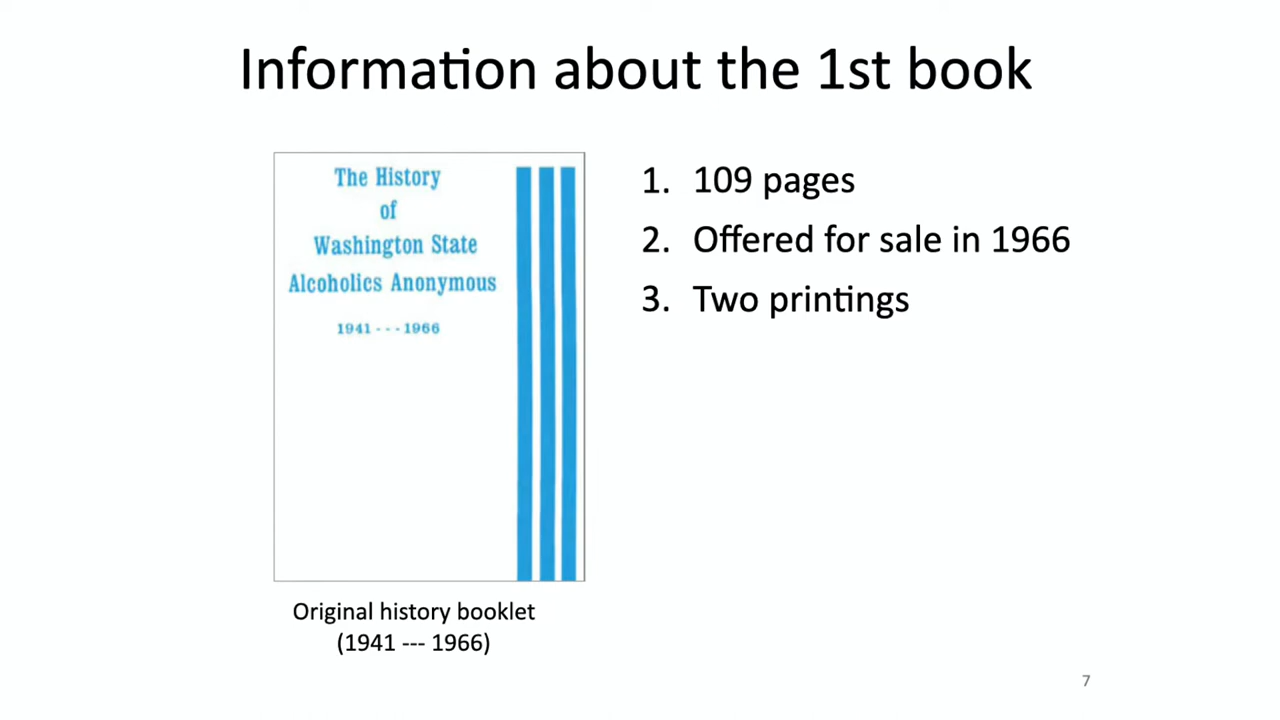 Information about the 1st book
The History
of
Washington State
Alcoholics Anonymous
1941 - - - 1966
Original history booklet
(1941 --- 1966)
1. 109 pages
2. Offered for sale in 1966
3. Two printings
7